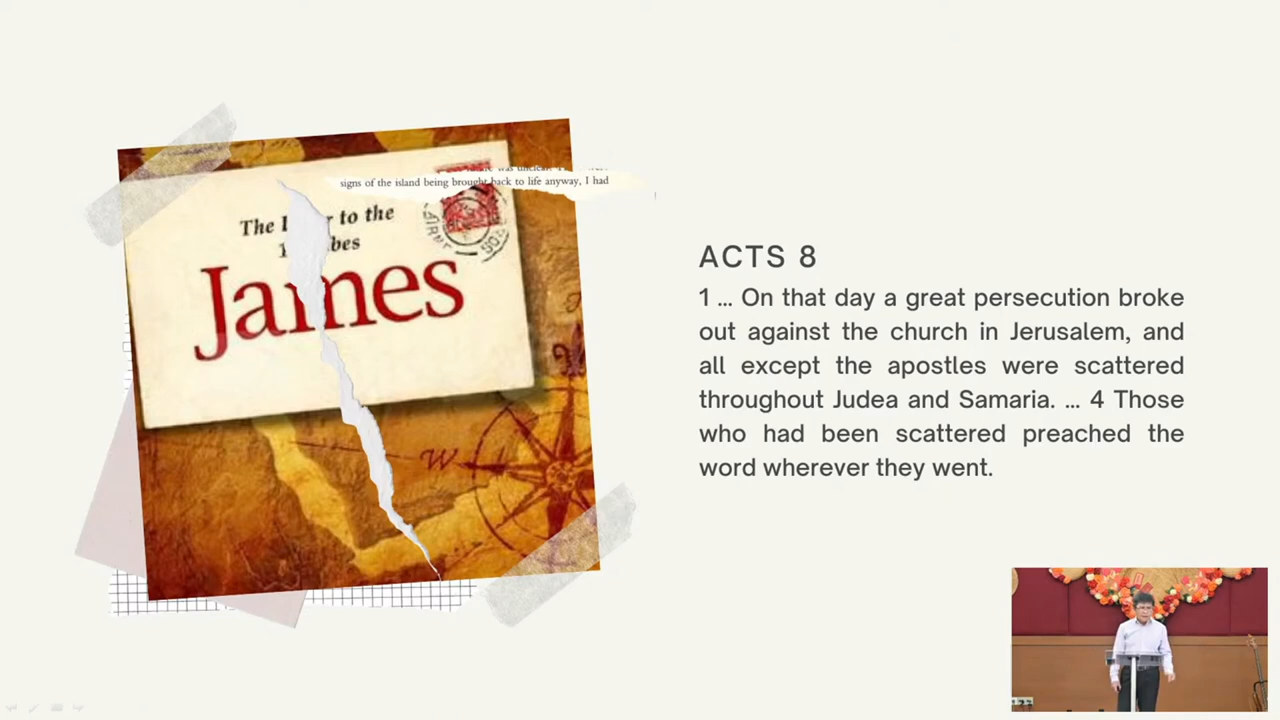 signs of the island being brought back to life anyway, I had
The to the
James
ACTS 8
1 ... On that day a great persecution broke
out against the church in Jerusalem, and
all except the apostles were scattered
throughout Judea and Samaria. ... 4 Those
who had been scattered preached the
word wherever they went.